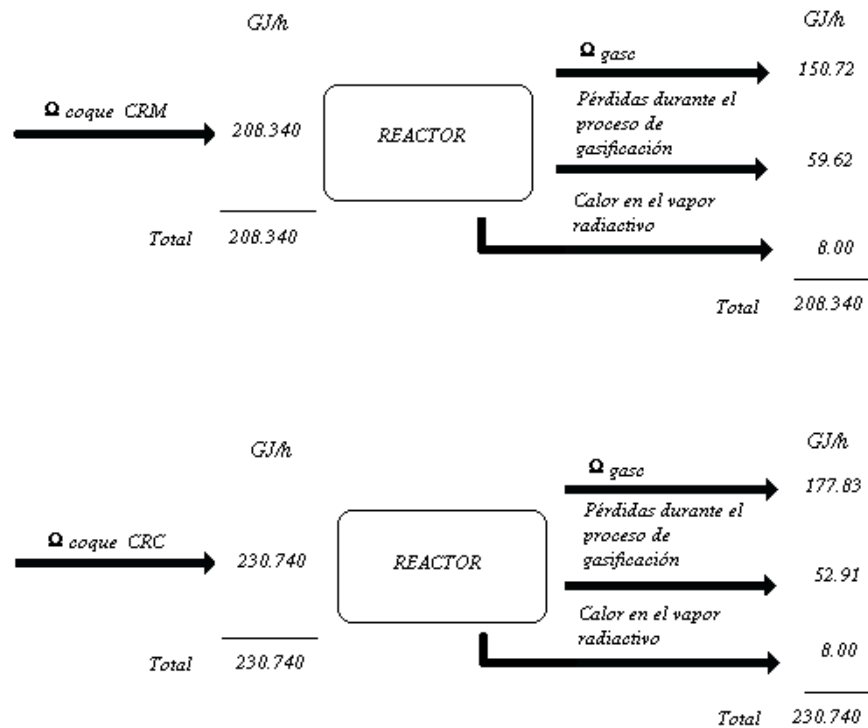 GJ/h
GJ/h
Ω gasc
150.72
Ω coque CRM
208.340
REACTOR
Pérdidas durante el
proceso de
gasificación
59.62
Calor en el vapor
radiactivo
8.00
Total 208.340
Total 208.340
GJ/h
GJ/h
Ω gasc
177.83
Ω coque CRC
230.740
REACTOR
Pérdidas durante el
proceso de
gasificación
52.91
Calor en el vapor
radiactivo
8.00
Total 230.740
Total 230.740